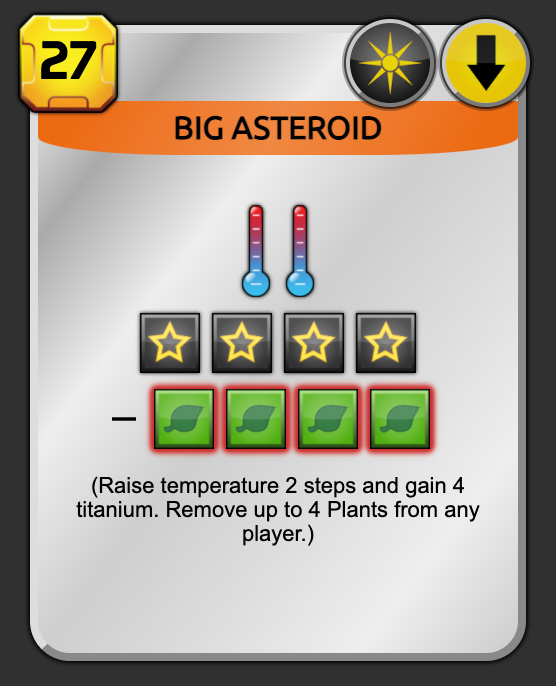 27
BIG ASTEROID
(Raise temperature 2 steps and gain 4
titanium. Remove up to 4 Plants from any
player.)